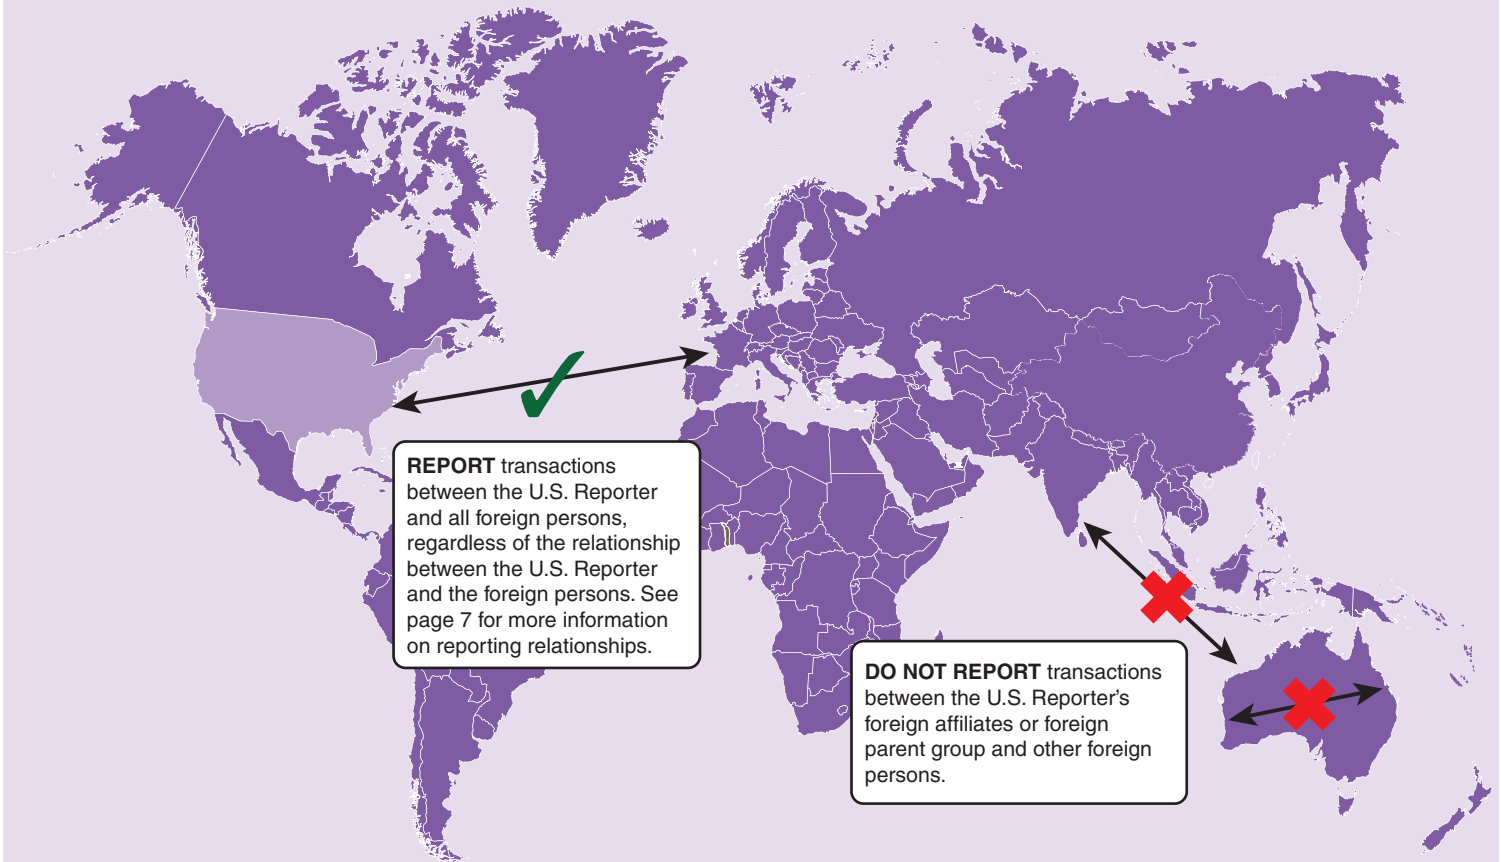 REPORT transactions
between the U.S. Reporter
and all foreign persons,
regardless of the relationship
between the U.S. Reporter
and the foreign persons. See
page 7 for more information
on reporting relationships.
DO NOT REPORT transactions
between the U.S. Reporter’s
foreign affiliates or foreign
parent group and other foreign
persons.